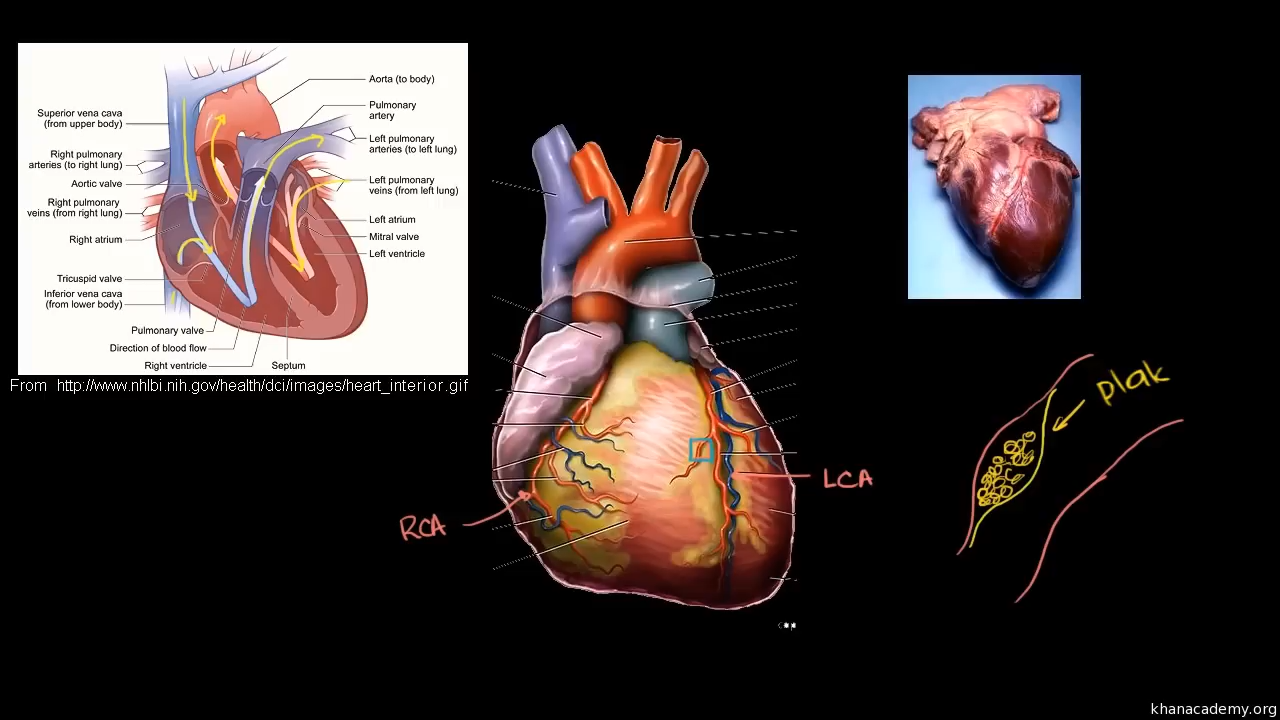 Aorta (to body)
Pulmonary
artery
Superior vena cava
(from upper body)
Left pulmonary
arteries (to left lung)
Right pulmonary
arteries (to right lung)
Aortic valve
Left pulmonary
veins (from left lung)
Right pulmonary
veins (from right lung)
Left atrium
Right atrium
Mitral valve
Left ventricle
Tricuspid valve
Inferior vena cava
(from lower body)
Pulmonary valve
Direction of blood flow
Right ventricle
Septum
From http://www.nhlbi.nih.gov/health/dci/images/heart_interior.gif
plak
LCA
RCA
khanacademy.org